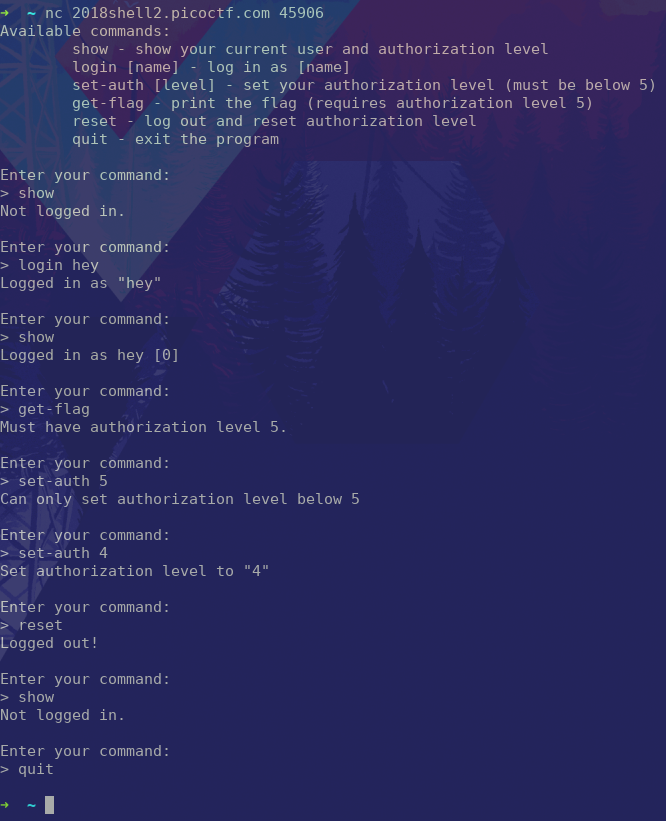 ➜  ~ nc 2018shell2.picoctf.com 45906
Available commands:
        show - show your current user and authorization level
        login [name] - log in as [name]
        set-auth [level] - set your authorization level (must be below 5)
        get-flag - print the flag (requires authorization level 5)
        reset - log out and reset authorization level
        quit - exit the program

Enter your command:
> show
Not logged in.

Enter your command:
> login hey
Logged in as "hey"

Enter your command:
> show
Logged in as hey [0]

Enter your command:
> get-flag
Must have authorization level 5.

Enter your command:
> set-auth 5
Can only set authorization level below 5

Enter your command:
> set-auth 4
Set authorization level to "4"

Enter your command:
> reset
Logged out!

Enter your command:
> show
Not logged in.

Enter your command:
> quit

➜  ~